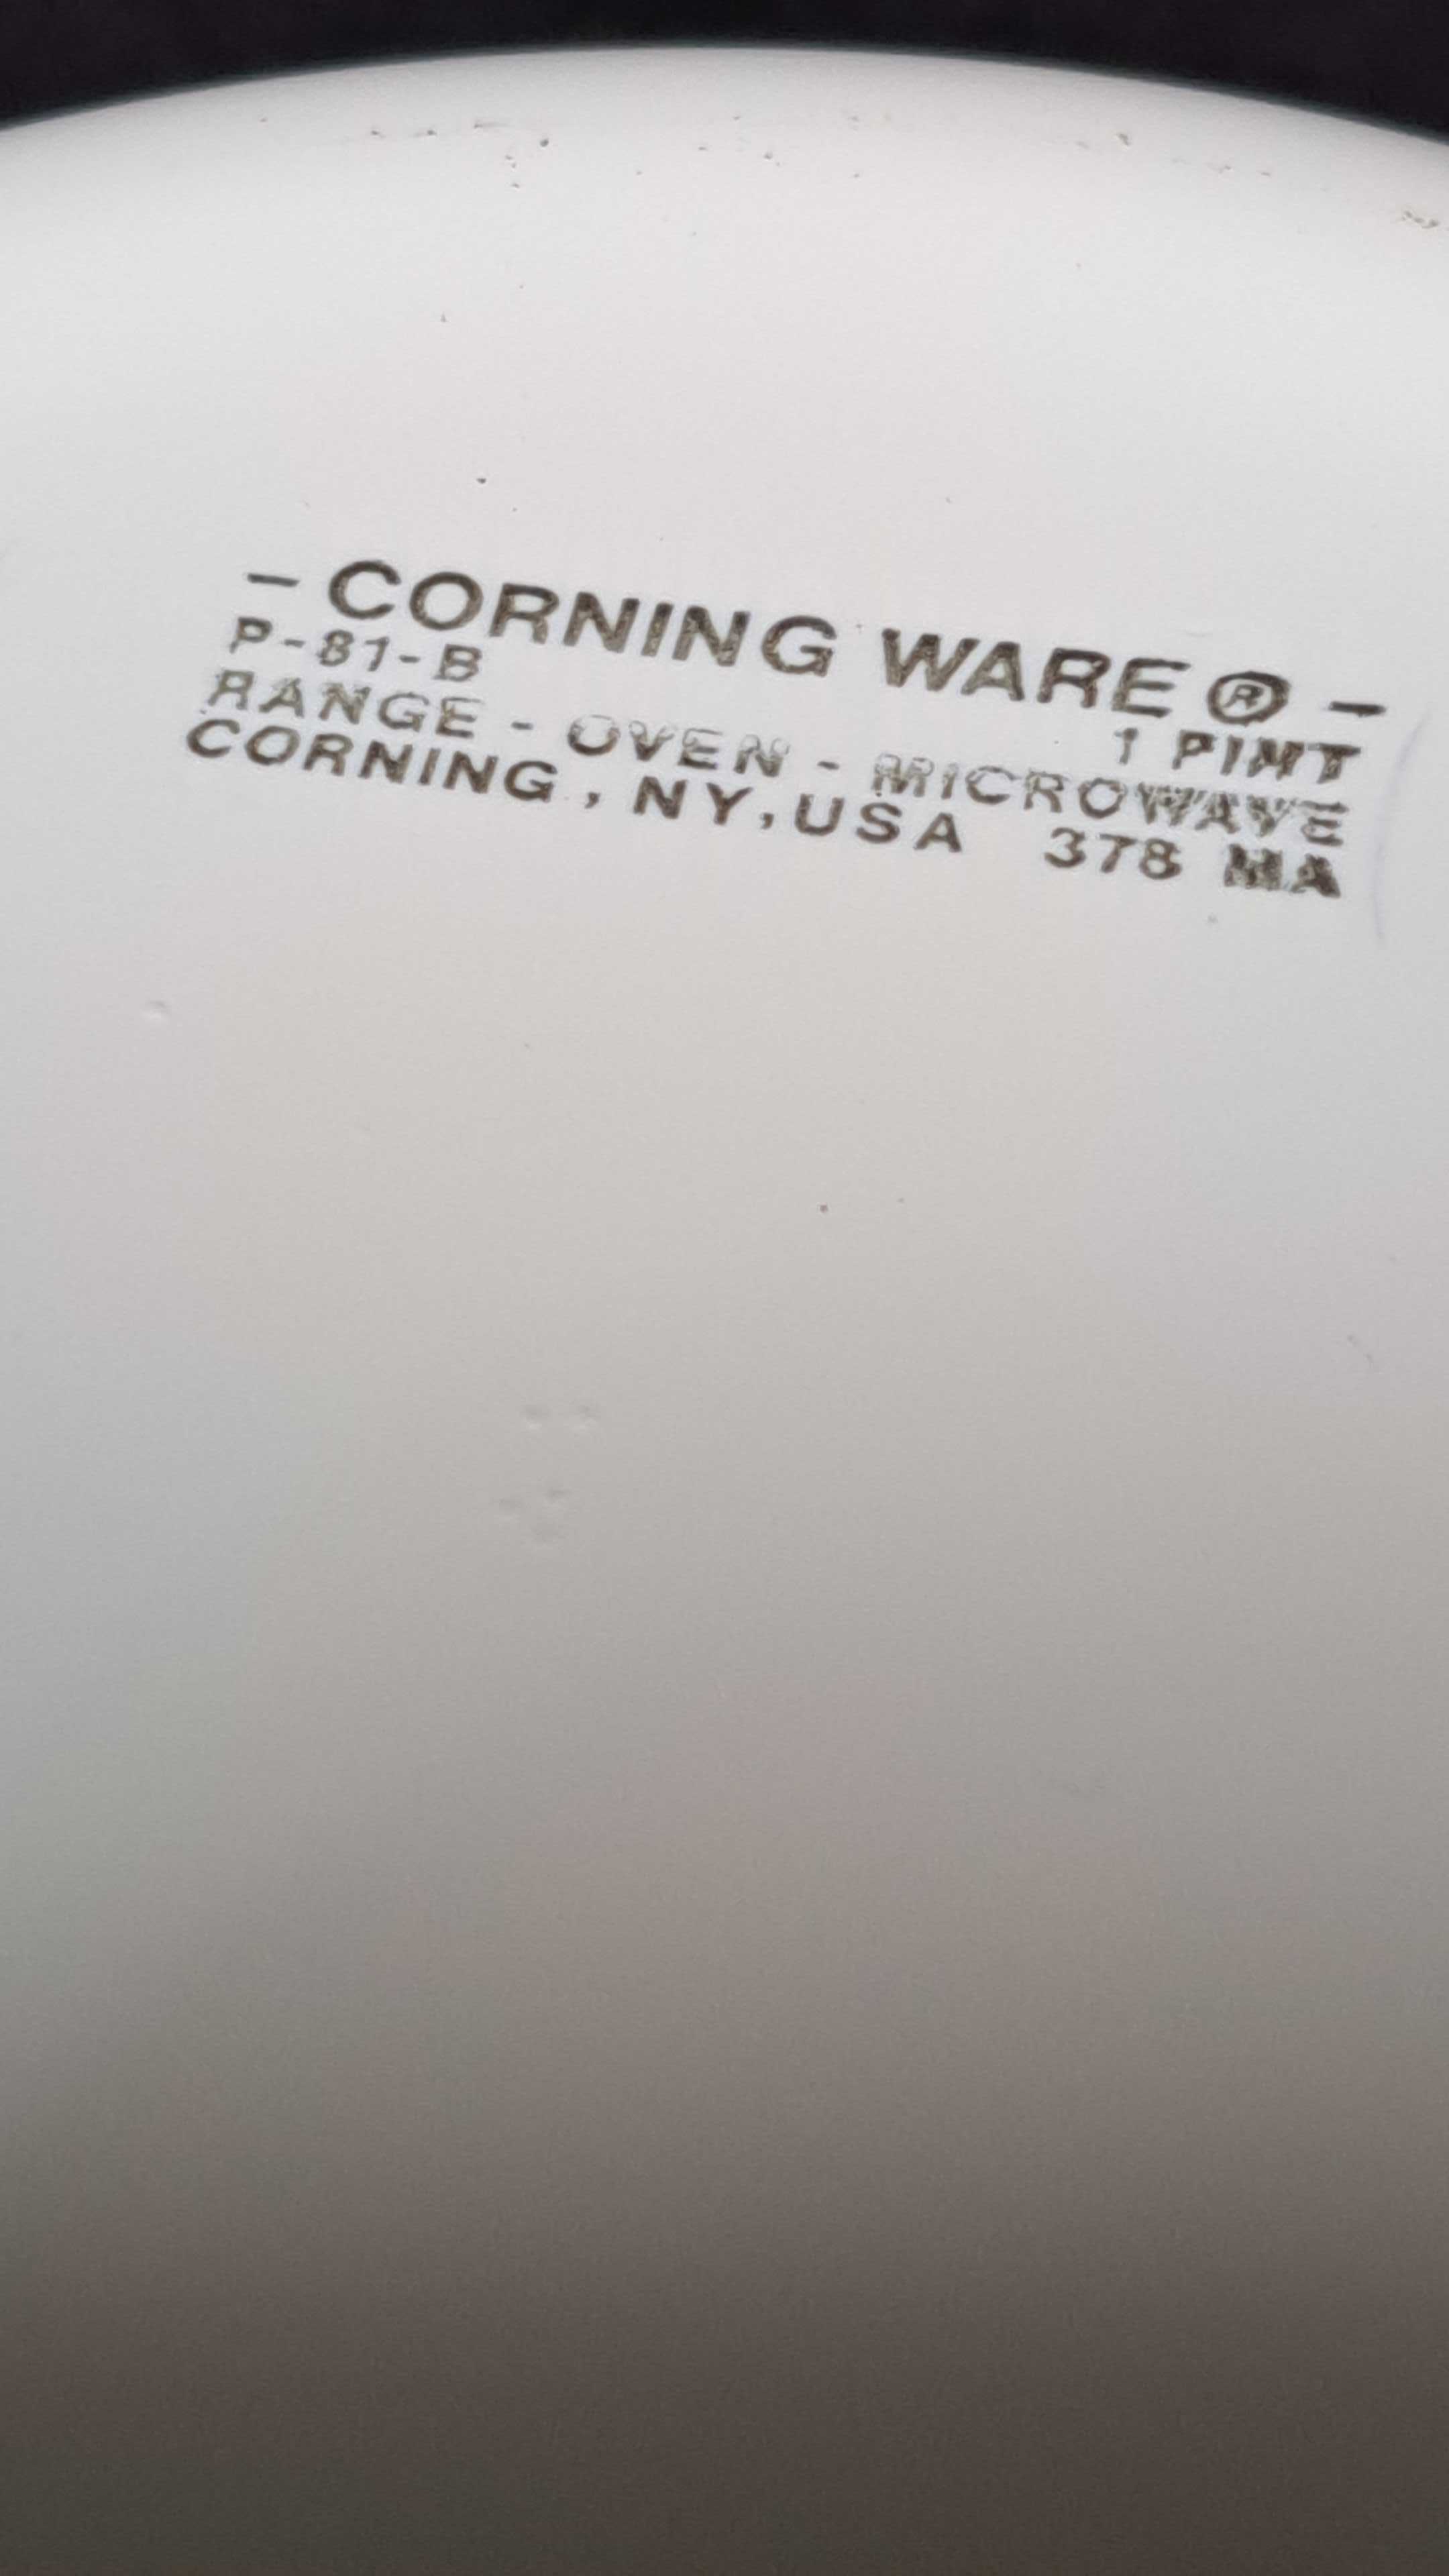 - CORNING WARE ® -
P-81-B 1 PINT
RANGE - OVEN - MICROWAVE
CORNING, NY, USA 378 MA